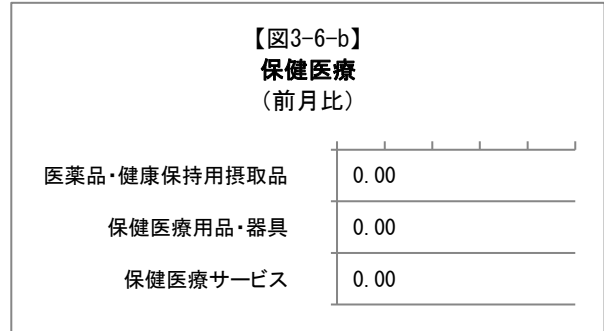 【図3-6-b】
保健医療
（前月比）
医薬品・健康保持用摂取品 0.00
保健医療用品・器具 0.00
保健医療サービス 0.00